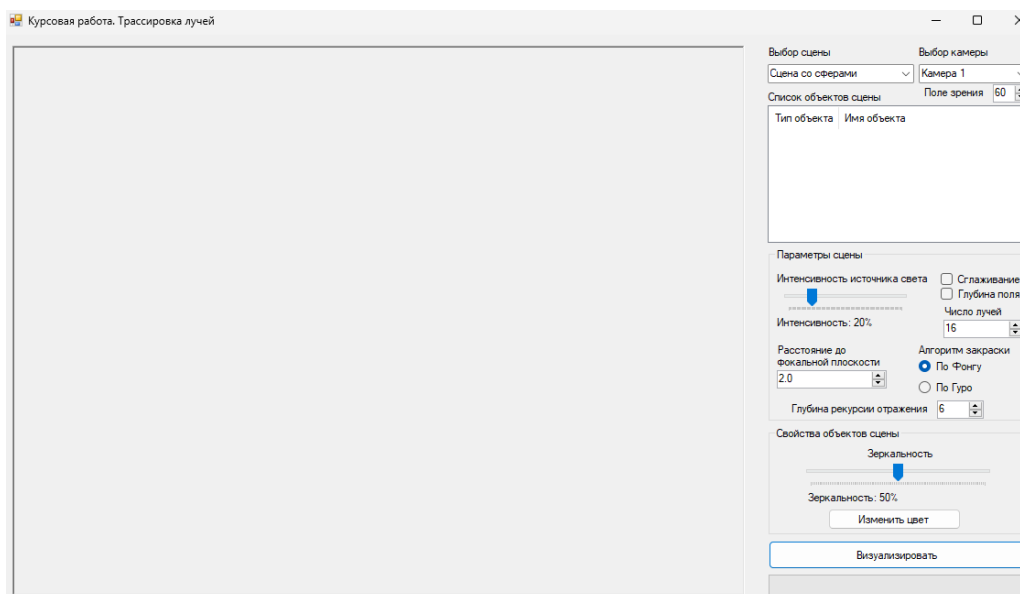 Курсовая работа. Трассировка лучей
Выбор сцены
Выбор камеры
Сцена со сферами
Камера 1
Поле зрения 60
Список объектов сцены
Тип объекта Имя объекта
Параметры сцены
Интенсивность источника света
Сглаживание
Глубина поля
Число лучей
Интенсивность: 20%
16
Расстояние до
фокальной плоскости
Алгоритм закраски
2.0
По Фонгу
По Гуро
Глубина рекурсии отражения 6
Свойства объектов сцены
Зеркальность
Зеркальность: 50%
Изменить цвет
Визуализировать